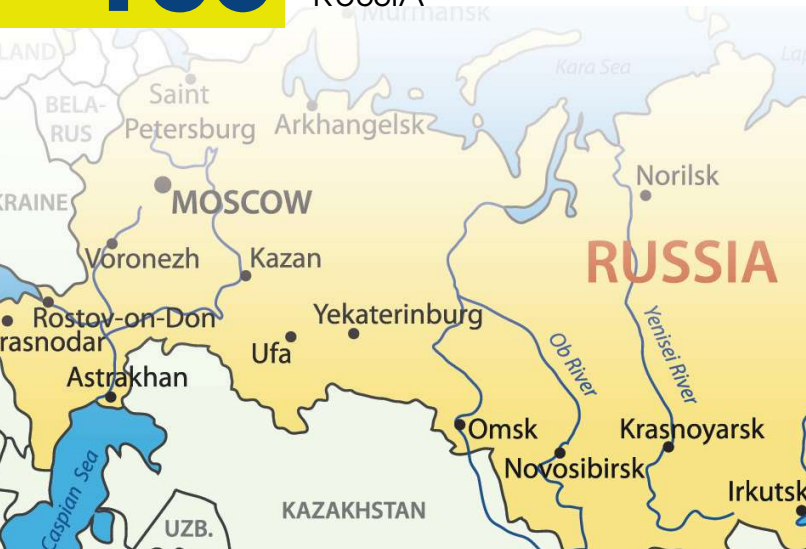 RUSSIA
Murmansk
Kara Sea
LAND
BELA-
RUS
Saint
Petersburg
Arkhangelsk
Norilsk
KRAINE
MOSCOW
RUSSIA
Voronezh
Kazan
Rostov-on-Don
Yekaterinburg
rasnodar
Ufa
Ob River
Yenisei River
Astrakhan
Omsk
Krasnoyarsk
Novosibirsk
Irkutsk
Caspian Sea
KAZAKHSTAN
UZB.